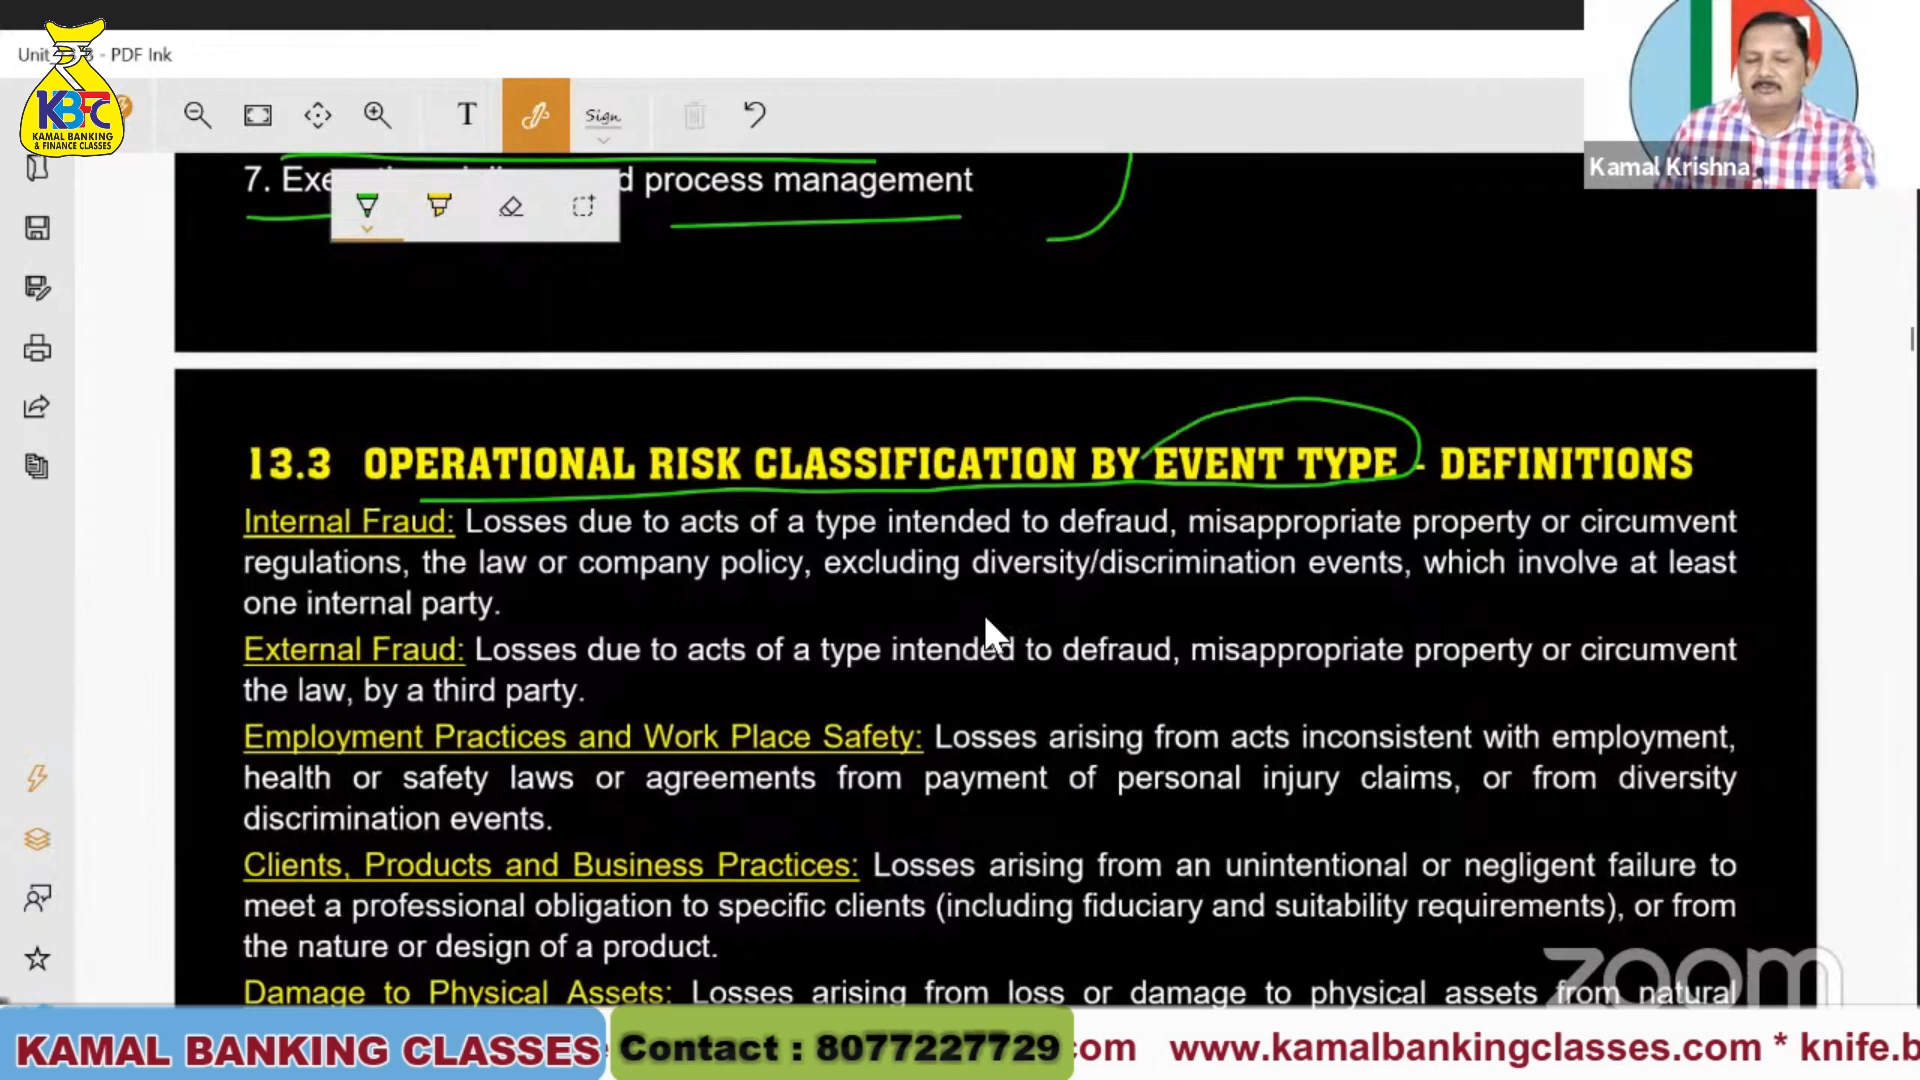 Unit - PDF Ink
KBFC
KAMAL BANKING
& FINANCE CLASSES
T
Sign
Kamal Krishna
7. Exe d process management
13.3 OPERATIONAL RISK CLASSIFICATION BY EVENT TYPE - DEFINITIONS
Internal Fraud: Losses due to acts of a type intended to defraud, misappropriate property or circumvent
regulations, the law or company policy, excluding diversity/discrimination events, which involve at least
one internal party.
External Fraud: Losses due to acts of a type intended to defraud, misappropriate property or circumvent
the law, by a third party.
Employment Practices and Work Place Safety: Losses arising from acts inconsistent with employment,
health or safety laws or agreements from payment of personal injury claims, or from diversity
discrimination events.
Clients, Products and Business Practices: Losses arising from an unintentional or negligent failure to
meet a professional obligation to specific clients (including fiduciary and suitability requirements), or from
the nature or design of a product.
Damage to Physical Assets: Losses arising from loss or damage to physical assets from natural
zoom
KAMAL BANKING CLASSES Contact : 8077227729 com www.kamalbankingclasses.com * knife.b